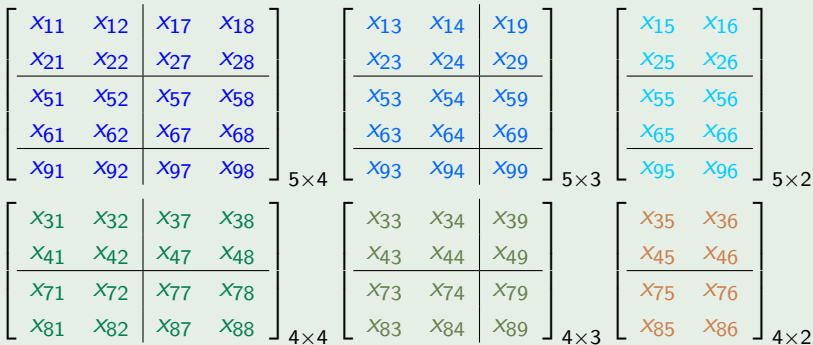 x11 x12 x17 x18 x13 x14 x19 x15 x16
x21 x22 x27 x28 x23 x24 x29 x25 x26
x51 x52 x57 x58 x53 x54 x59 x55 x56
x61 x62 x67 x68 x63 x64 x69 x65 x66
x91 x92 x97 x98 5×4 x93 x94 x99 5×3 x95 x96 5×2
x31 x32 x37 x38 x33 x34 x39 x35 x36
x41 x42 x47 x48 x43 x44 x49 x45 x46
x71 x72 x77 x78 x73 x74 x79 x75 x76
x81 x82 x87 x88 4×4 x83 x84 x89 4×3 x85 x86 4×2